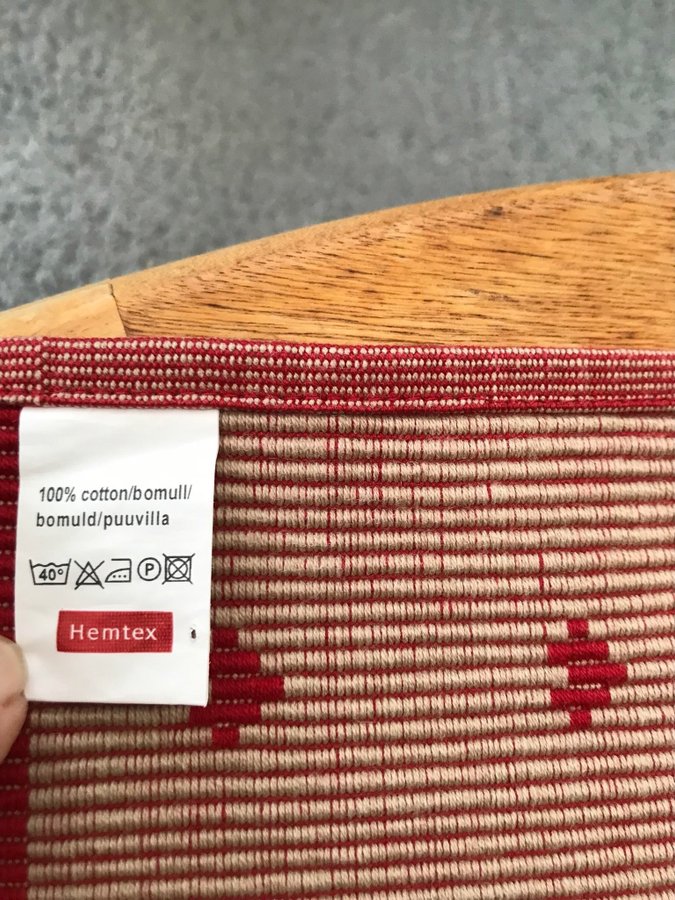 100% cotton/bomull/
bomuld/puuvilla
40° P
Hemtex